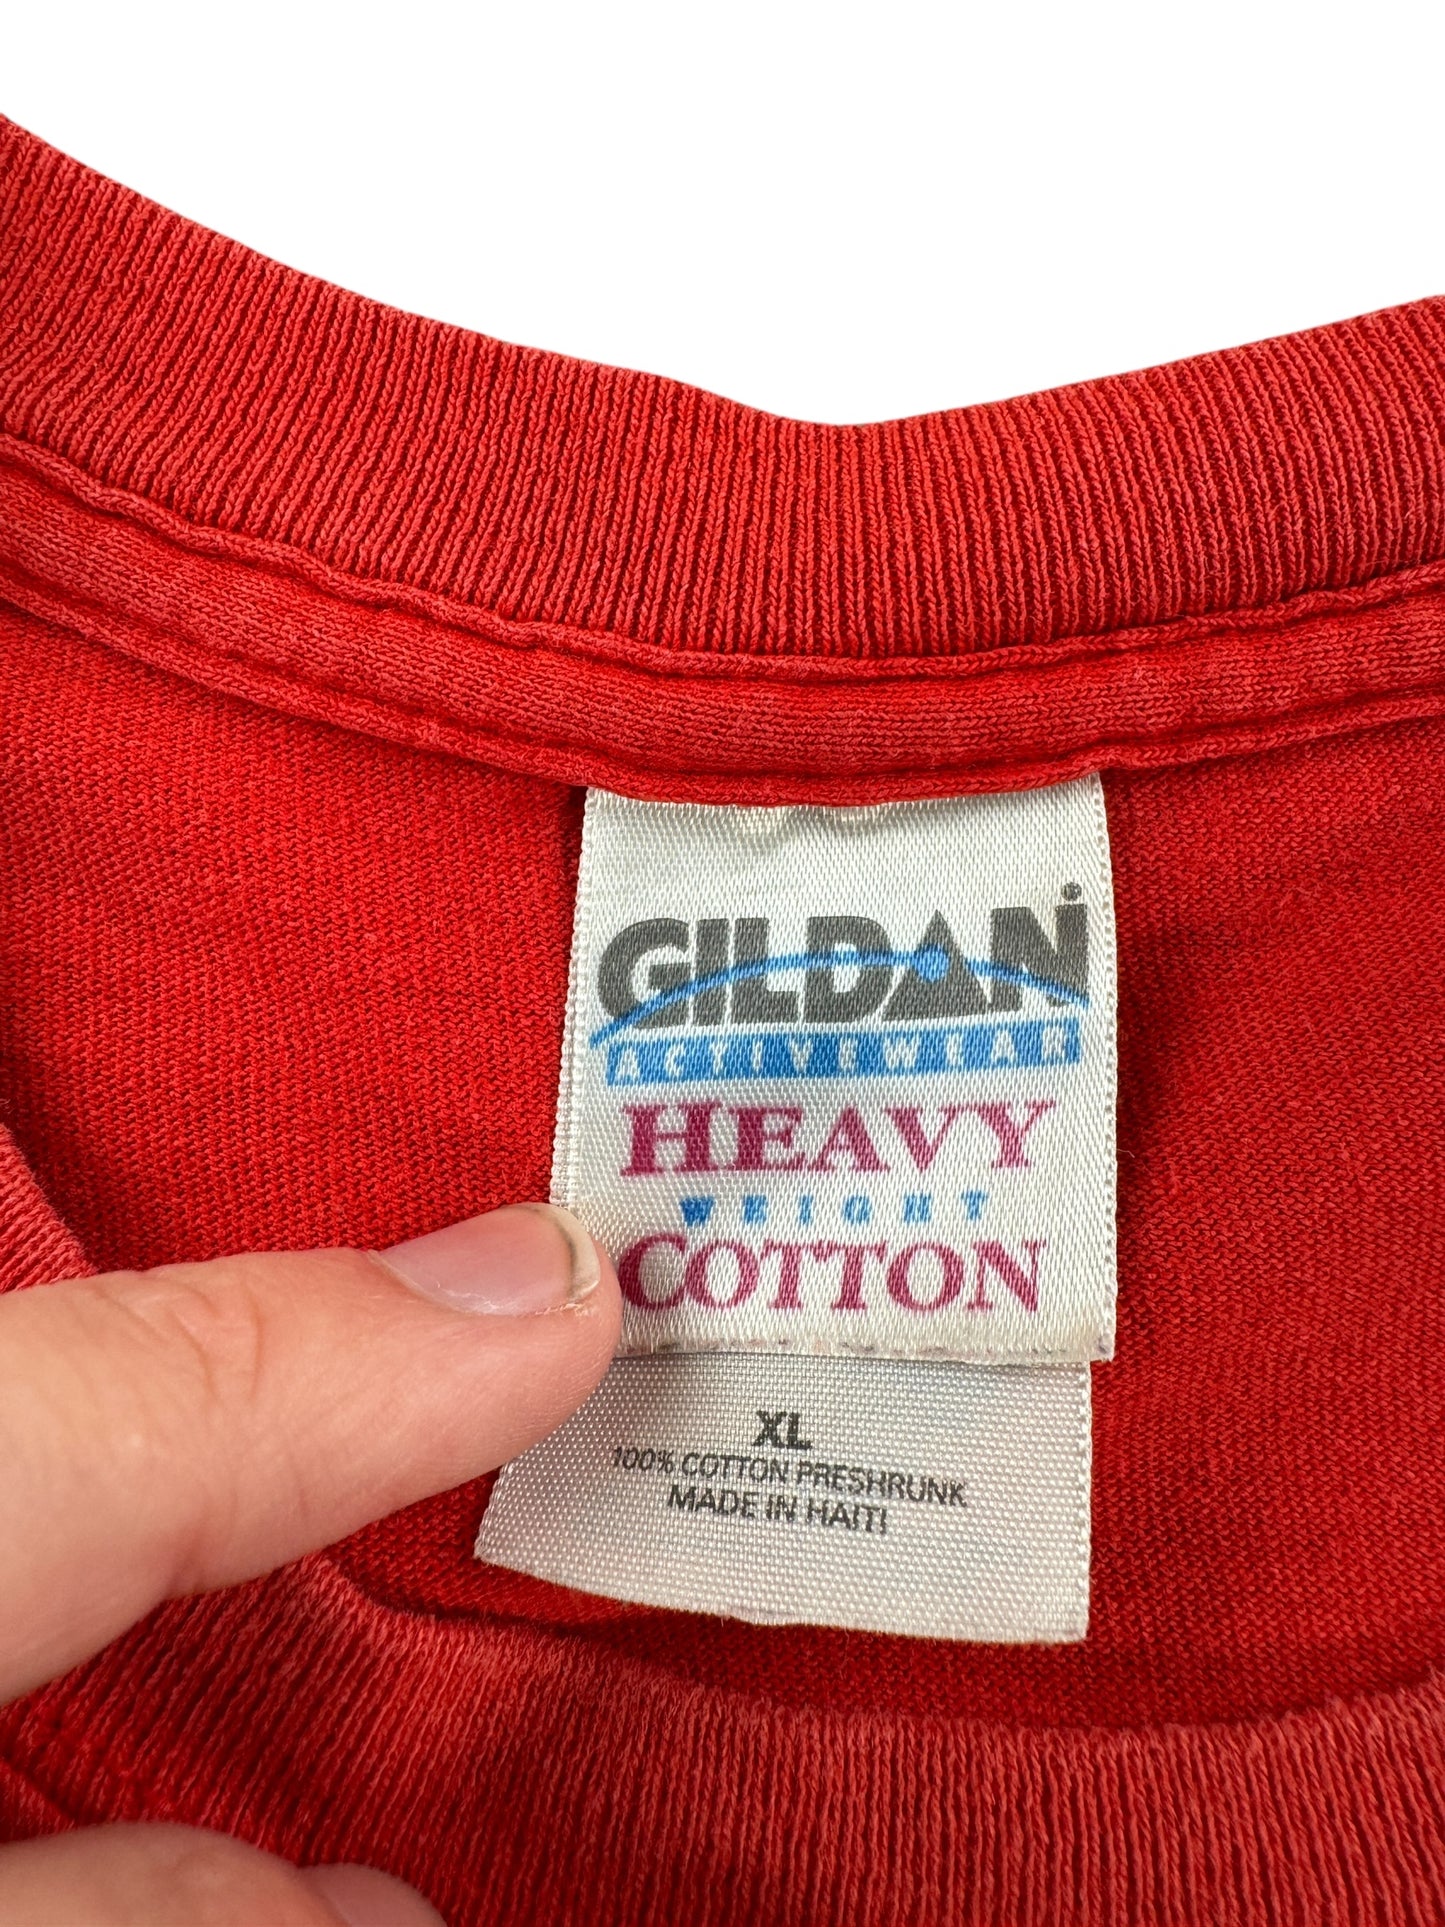 GILDAN
ACTIVEWEAR
HEAVY
WEIGHT
COTTON
XL
100% COTTON PRESHRUNK
MADE IN HAITI